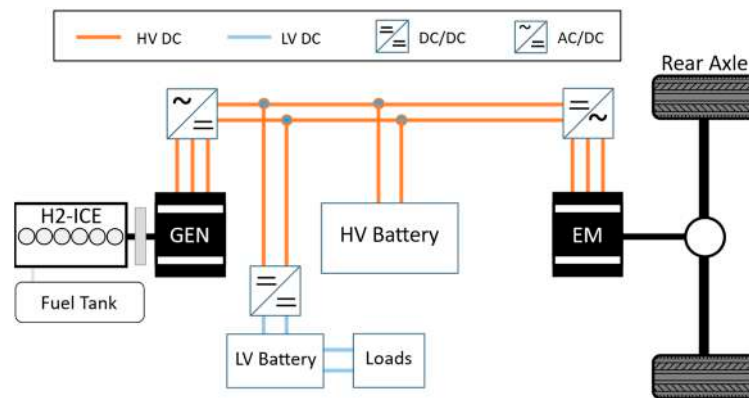 HV DC
LV DC
DC/DC
AC/DC
Rear Axle
H2-ICE
GEN
HV Battery
EM
Fuel Tank
LV Battery
Loads